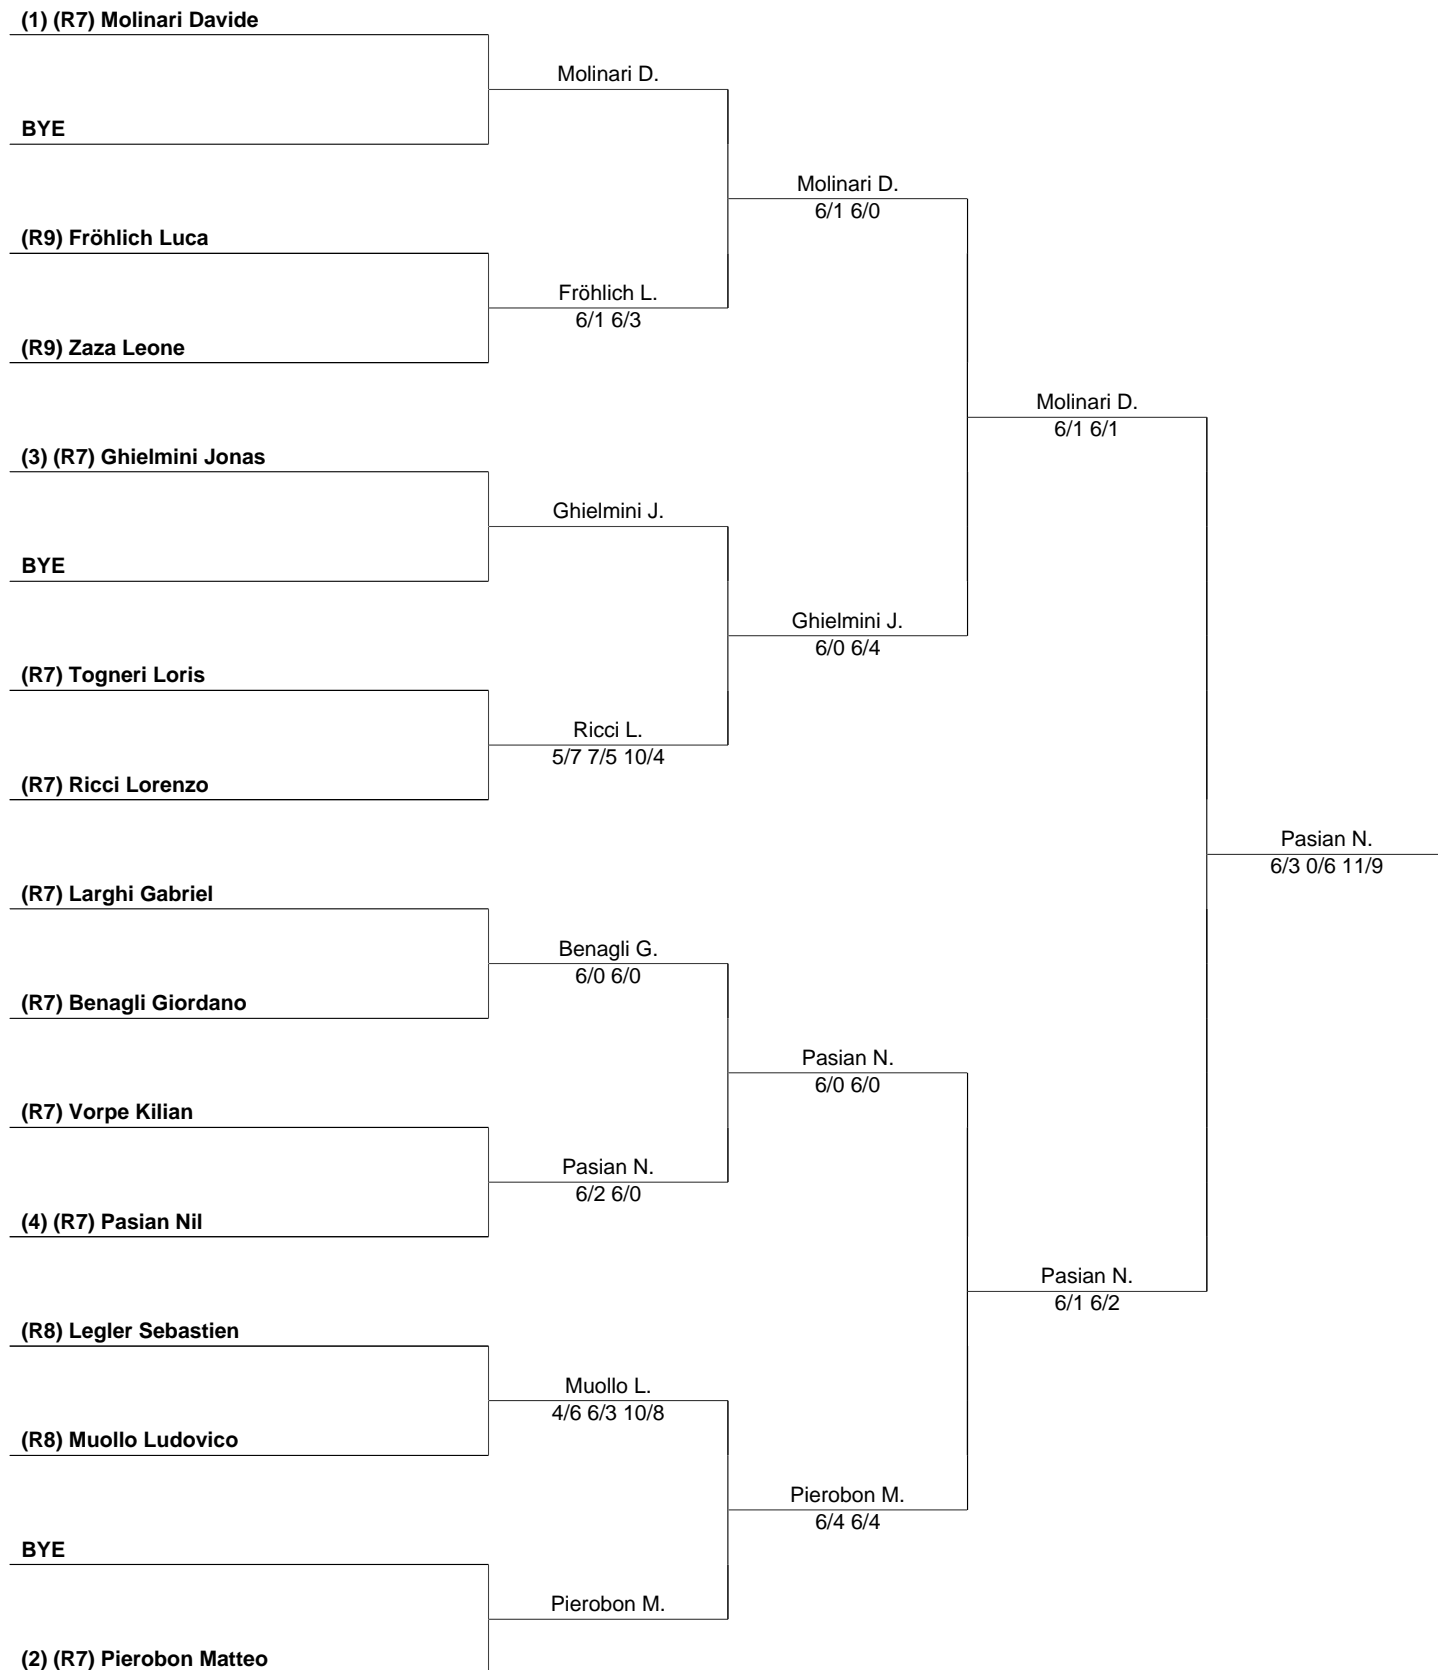 (1) (R7) Molinari Davide
Molinari D.
BYE
Molinari D.
6/1 6/0
(R9) Fröhlich Luca
Fröhlich L.
6/1 6/3
(R9) Zaza Leone
Molinari D.
6/1 6/1
(3) (R7) Ghielmini Jonas
Ghielmini J.
BYE
Ghielmini J.
6/0 6/4
(R7) Togneri Loris
Ricci L.
5/7 7/5 10/4
(R7) Ricci Lorenzo
Pasian N.
6/3 0/6 11/9
(R7) Larghi Gabriel
Benagli G.
6/0 6/0
(R7) Benagli Giordano
Pasian N.
6/0 6/0
(R7) Vorpe Kilian
Pasian N.
6/2 6/0
(4) (R7) Pasian Nil
Pasian N.
6/1 6/2
(R8) Legler Sebastien
Muollo L.
4/6 6/3 10/8
(R8) Muollo Ludovico
Pierobon M.
6/4 6/4
BYE
Pierobon M.
(2) (R7) Pierobon Matteo